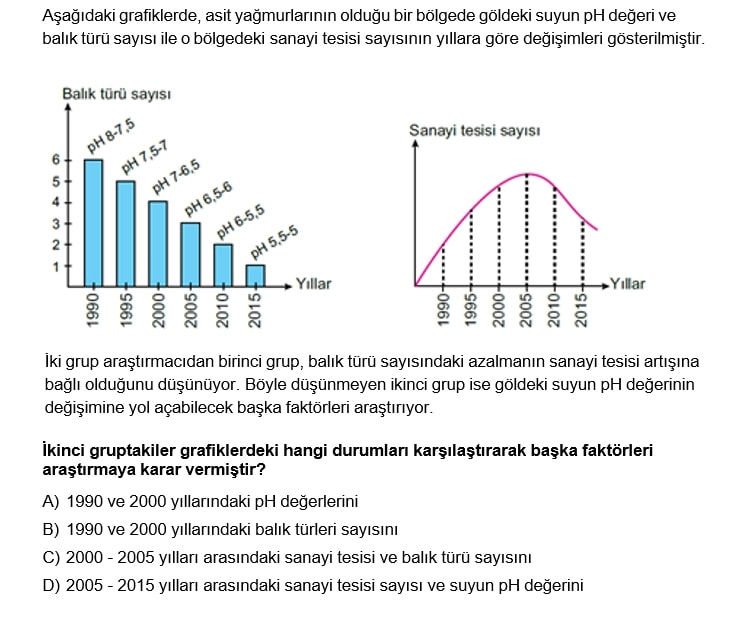 Aşağıdaki grafiklerde, asit yağmurlarının olduğu bir bölgede göldeki suyun pH değeri ve
balık türü sayısı ile o bölgedeki sanayi tesisi sayısının yıllara göre değişimleri gösterilmiştir.
Balık türü sayısı
6
5
4
3
2
1
pH 8-7,5
pH 7,5-7
pH 7-6,5
pH 6,5-6
pH 6-5,5
pH 5,5-5
Yıllar
1990
1995
2000
2005
2010
2015
Sanayi tesisi sayısı
Yıllar
1990
1995
2000
2005
2010
2015
İki grup araştırmacıdan birinci grup, balık türü sayısındaki azalmanın sanayi tesisi artışına
bağlı olduğunu düşünüyor. Böyle düşünmeyen ikinci grup ise göldeki suyun pH değerinin
değişimine yol açabilecek başka faktörleri araştırıyor.
İkinci gruptakiler grafiklerdeki hangi durumları karşılaştırarak başka faktörleri
araştırmaya karar vermiştir?
A) 1990 ve 2000 yıllarındaki pH değerlerini
B) 1990 ve 2000 yıllarındaki balık türleri sayısını
C) 2000 - 2005 yılları arasındaki sanayi tesisi ve balık türü sayısını
D) 2005 - 2015 yılları arasındaki sanayi tesisi sayısı ve suyun pH değerini